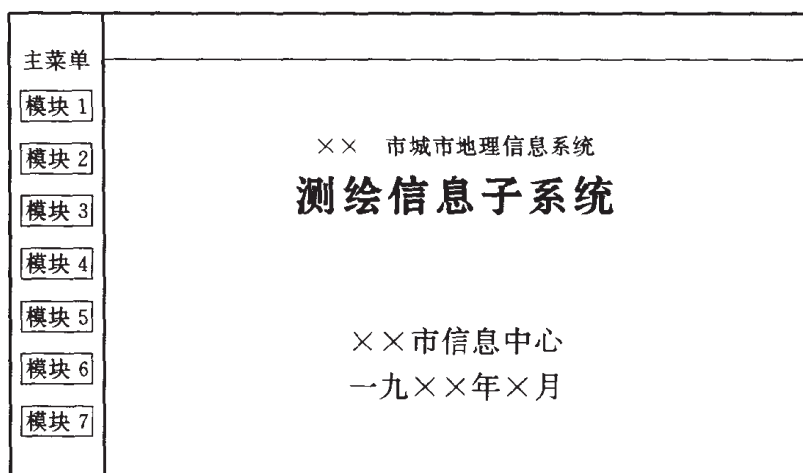 主菜单
模块 1
模块 2
模块 3
模块 4
模块 5
模块 6
模块 7
×× 市城市地理信息系统
测绘信息子系统
××市信息中心
一九××年×月